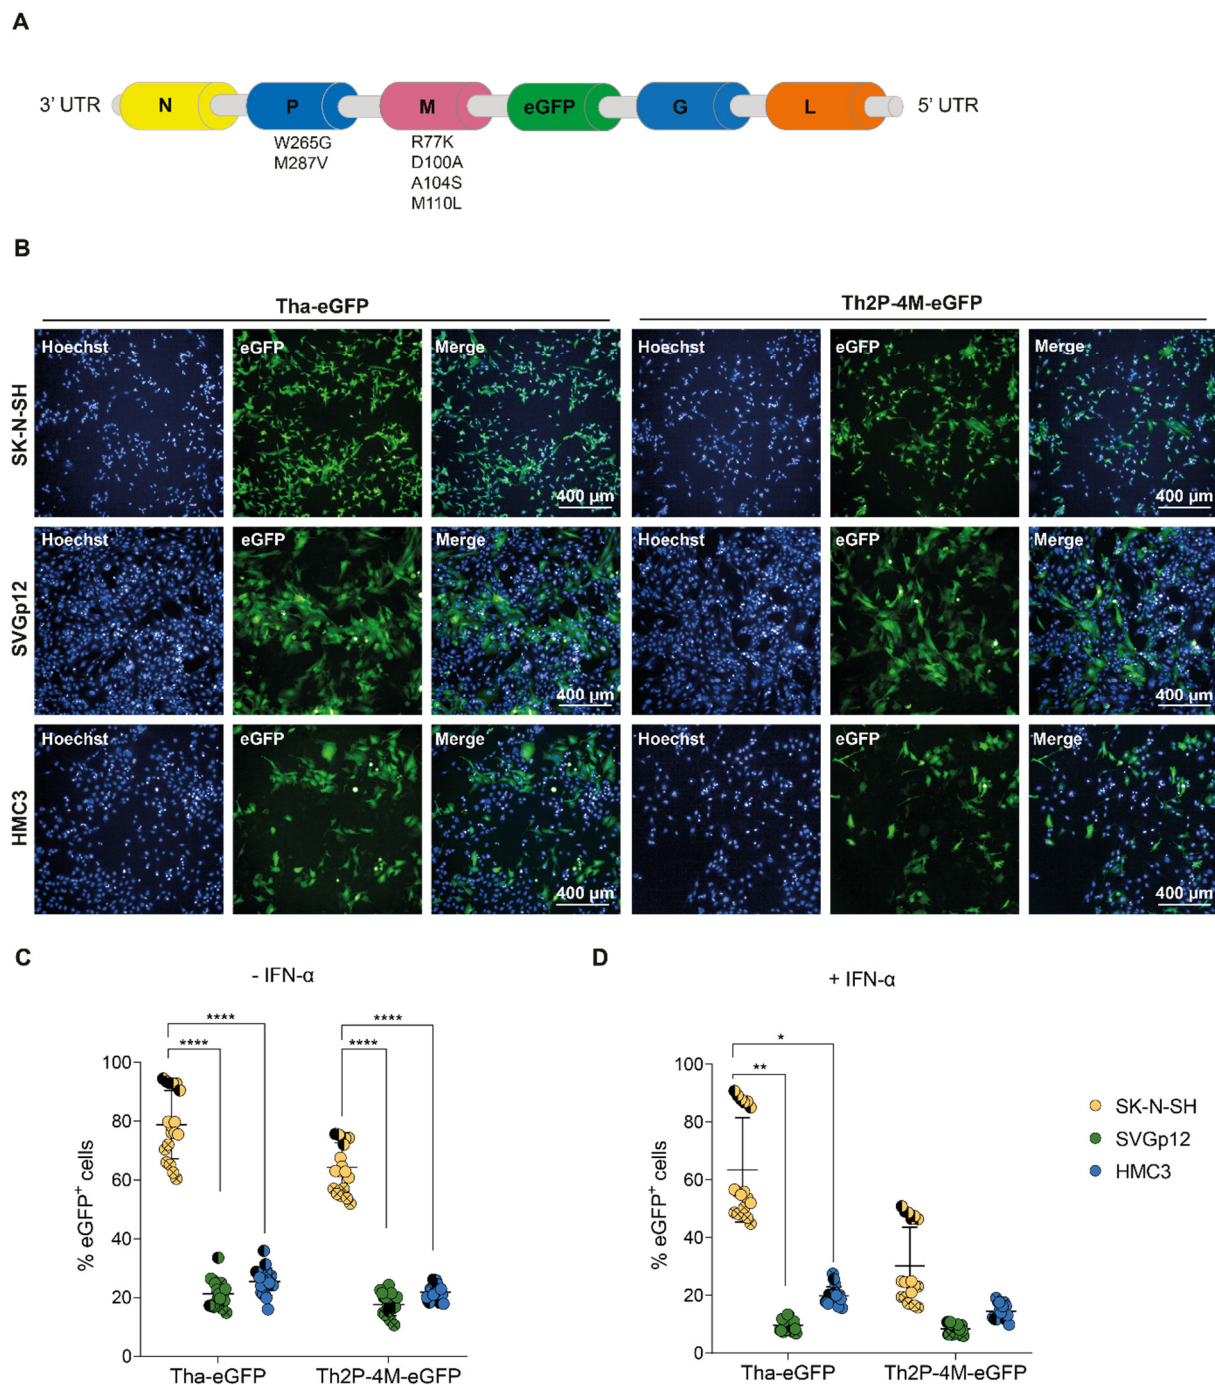 A
3' UTR N P M eGFP G L 5' UTR
W265G R77K
M287V D100A
A104S
M110L
B
Tha-eGFP Th2P-4M-eGFP
SK-N-SH
Hoechst eGFP Merge Hoechst eGFP Merge
400 µm 400 µm
SVGp12
Hoechst eGFP Merge Hoechst eGFP Merge
400 µm 400 µm
HMC3
Hoechst eGFP Merge Hoechst eGFP Merge
400 µm 400 µm
C
- IFN-α
**** ****
**** ****
% eGFP+ cells
100
80
60
40
20
0
Tha-eGFP Th2P-4M-eGFP
D
+ IFN-α
*
**
% eGFP+ cells
100
80
60
40
20
0
Tha-eGFP Th2P-4M-eGFP
SK-N-SH
SVGp12
HMC3